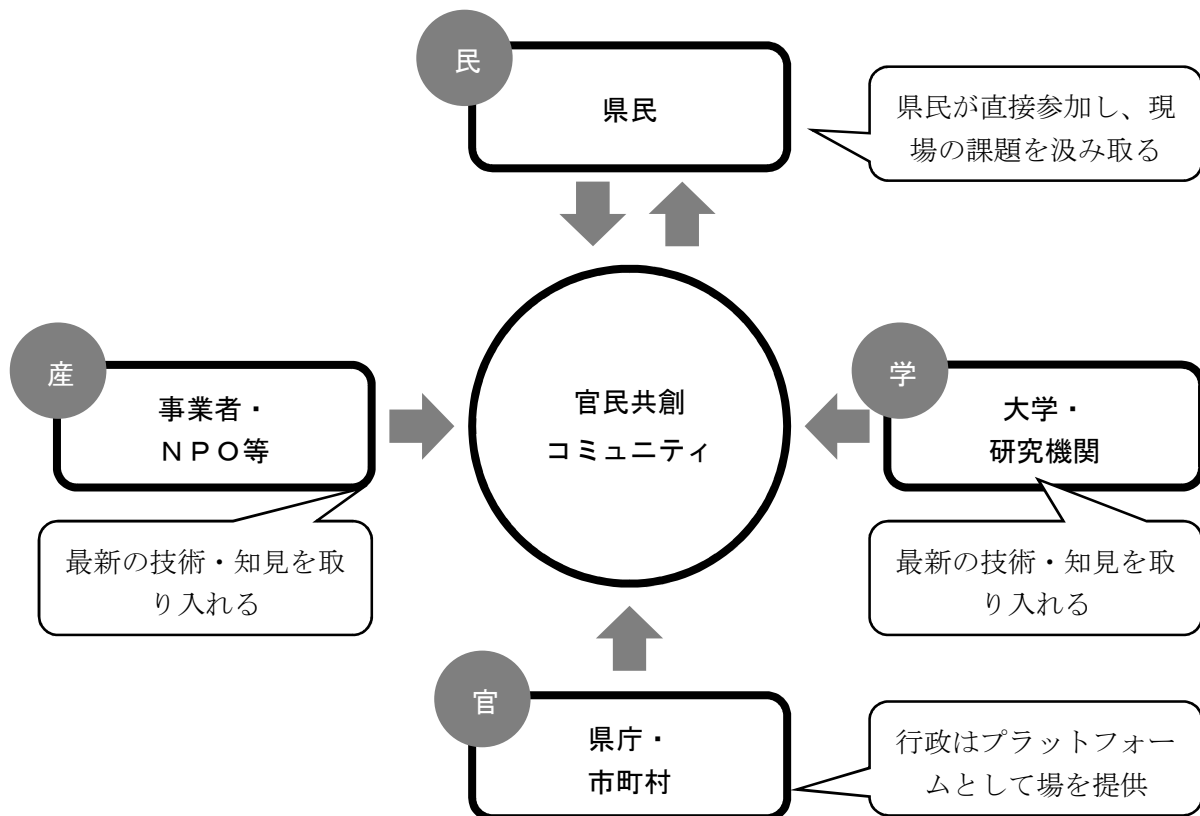 民
県民
県民が直接参加し、現
場の課題を汲み取る
産
事業者・
ＮＰＯ等
最新の技術・知見を取
り入れる
官民共創
コミュニティ
学
大学・
研究機関
最新の技術・知見を取
り入れる
官
県庁・
市町村
行政はプラットフォー
ムとして場を提供